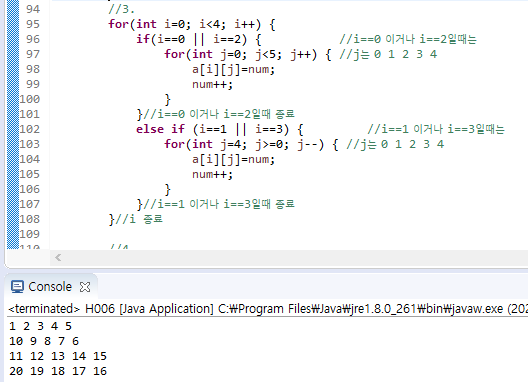 94 //3.
95 for(int i=0; i<4; i++) {
96 if(i==0 || i==2) { //i==0 이거나 i==2일때는
97 for(int j=0; j<5; j++) { //j는 0 1 2 3 4
98 a[i][j]=num;
99 num++;
100 }
101 }//i==0 이거나 i==2일때 종료
102 else if (i==1 || i==3) { //i==1 이거나 i==3일때는
103 for(int j=4; j>=0; j--) { //j는 0 1 2 3 4
104 a[i][j]=num;
105 num++;
106 }
107 }//i==1 이거나 i==3일때 종료
108 }//i 종료
109
110 //4
Console
<terminated> H006 [Java Application] C:₩Program Files₩Java₩jre1.8.0_261₩bin₩javaw.exe (202
1 2 3 4 5
10 9 8 7 6
11 12 13 14 15
20 19 18 17 16